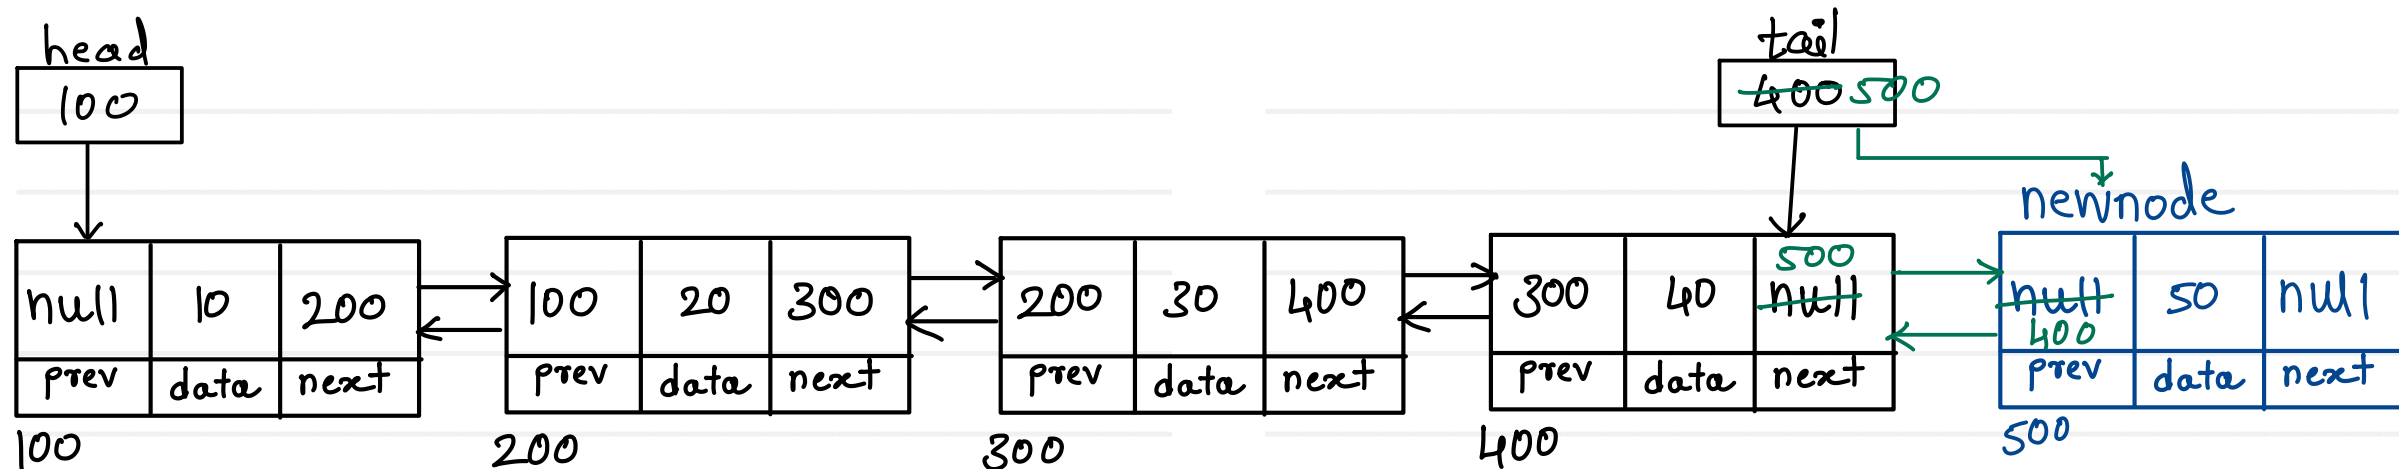 head tail
100 400 500
newnode
500
null 10 200 100 20 300 200 30 400 300 40 null null 50 null
400
prev data next prev data next prev data next prev data next prev data next
100 200 300 400 500